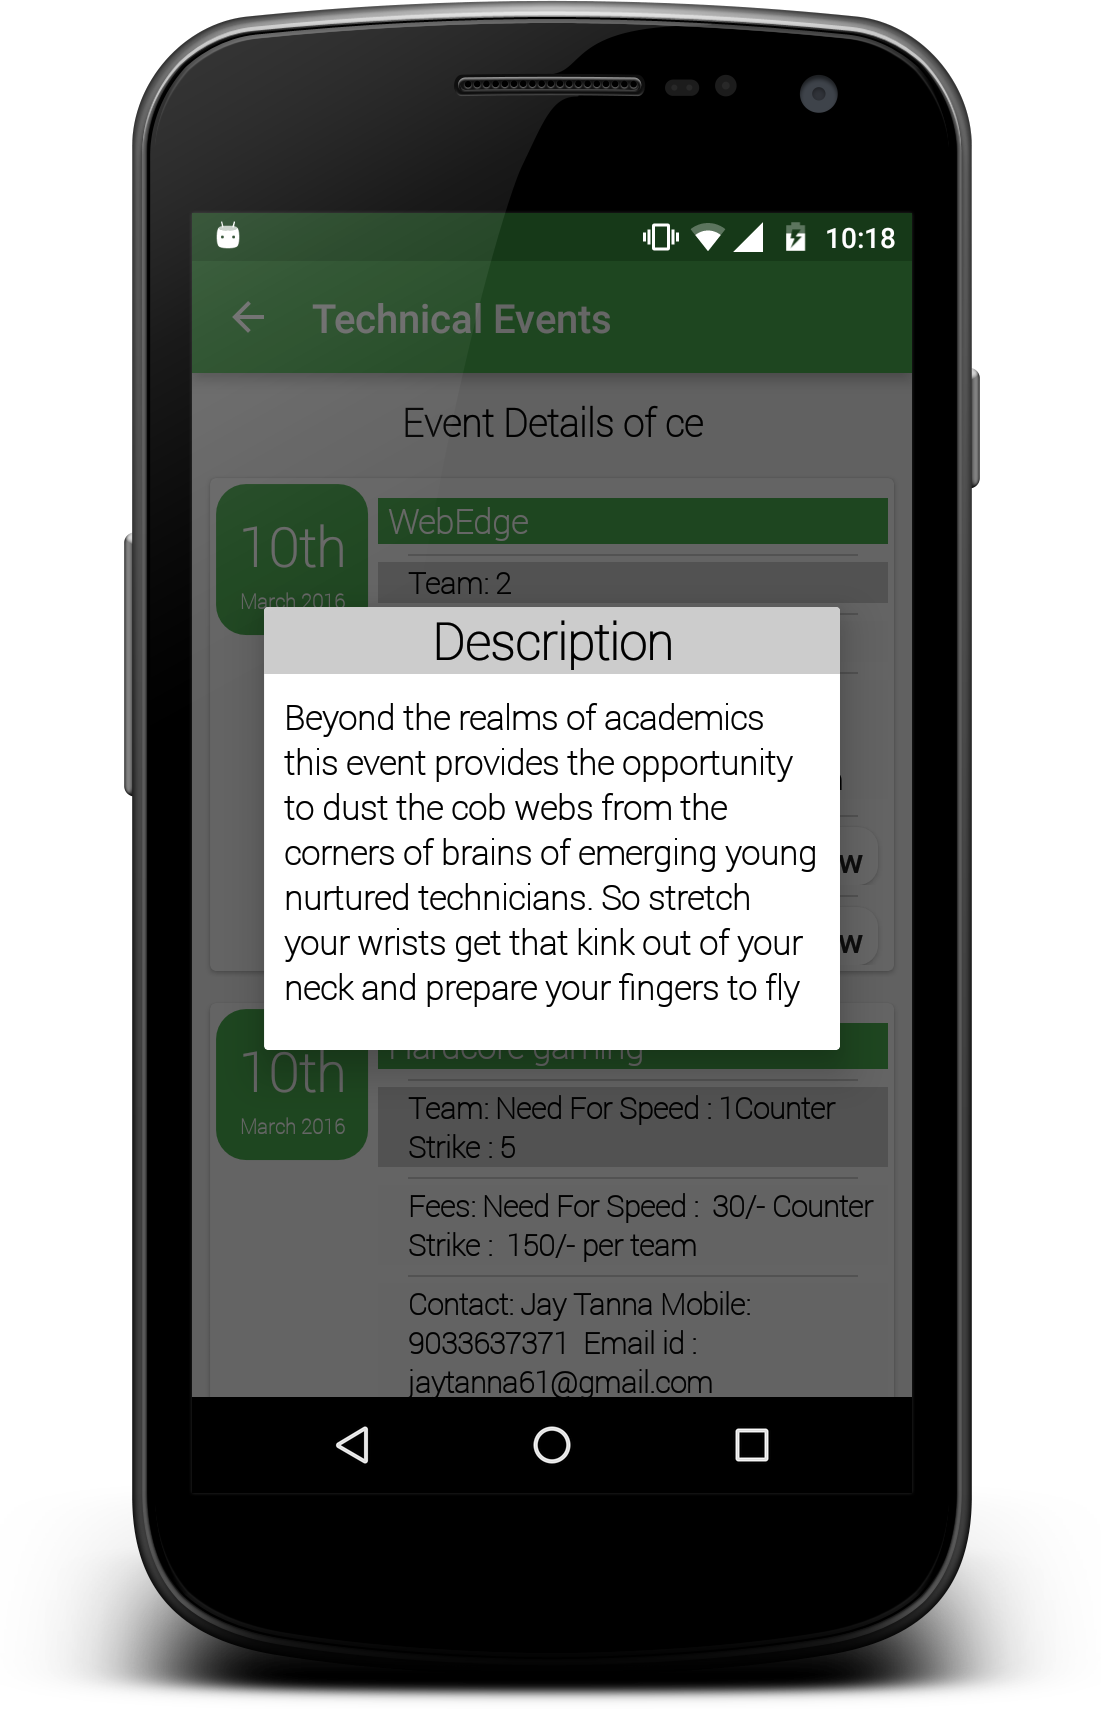 10:18
Technical Events
Event Details of ce
10th
March 2016
WebEdge
Team: 2
Description
Beyond the realms of academics
this event provides the opportunity
to dust the cob webs from the
corners of brains of emerging young
nurtured technicians. So stretch
your wrists get that kink out of your
neck and prepare your fingers to fly
10th
March 2016
Hardcore gaming
Team: Need For Speed : 1Counter
Strike : 5
Fees: Need For Speed :  30/- Counter
Strike :  150/- per team
Contact: Jay Tanna Mobile:
9033637371  Email id :
jaytanna61@gmail.com